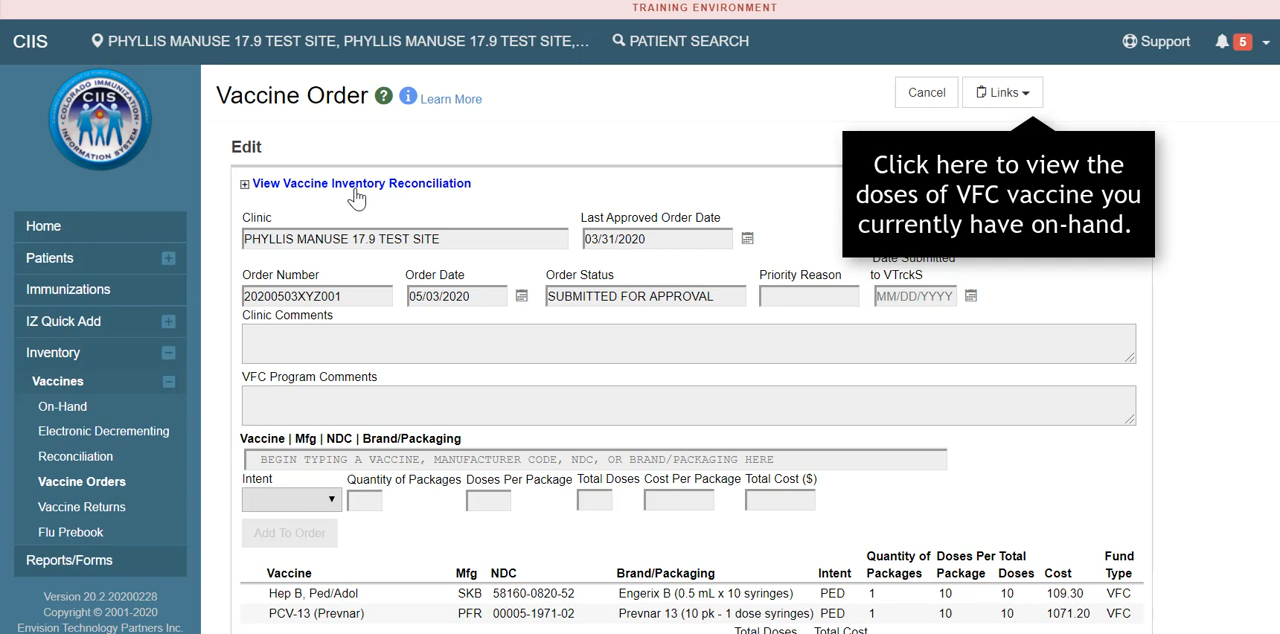 TRAINING ENVIRONMENT
CIIS
PHYLLIS MANUSE 17.9 TEST SITE, PHYLLIS MANUSE 17.9 TEST SITE,...
PATIENT SEARCH
Support
5
COLORADO IMMUNIZATION
CIIS
INFORMATION SYSTEM
Vaccine Order ? i Learn More
Cancel
Links
Click here to view the
doses of VFC vaccine you
currently have on-hand.
Home
Patients
Immunizations
IZ Quick Add
Inventory
Vaccines
On-Hand
Electronic Decrementing
Reconciliation
Vaccine Orders
Vaccine Returns
Flu Prebook
Reports/Forms
Version 20.2.20200228
Copyright © 2001-2020
Envision Technology Partners Inc.
Edit
View Vaccine Inventory Reconciliation
Clinic Last Approved Order Date
PHYLLIS MANUSE 17.9 TEST SITE 03/31/2020
Order Number Order Date Order Status Priority Reason Date Submitted
to VTrckS
20200503XYZ001 05/03/2020 SUBMITTED FOR APPROVAL MM/DD/YYYY
Clinic Comments
VFC Program Comments
Vaccine | Mfg | NDC | Brand/Packaging
BEGIN TYPING A VACCINE, MANUFACTURER CODE, NDC, OR BRAND/PACKAGING HERE
Intent Quantity of Packages Doses Per Package Total Doses Cost Per Package Total Cost ($)
Add To Order
Quantity of Doses Per Total Fund
Vaccine Mfg NDC Brand/Packaging Intent Packages Package Doses Cost Type
Hep B, Ped/Adol SKB 58160-0820-52 Engerix B (0.5 mL x 10 syringes) PED 1 10 10 109.30 VFC
PCV-13 (Prevnar) PFR 00005-1971-02 Prevnar 13 (10 pk - 1 dose syringes) PED 1 10 10 1071.20 VFC
Total Doses Total Cost